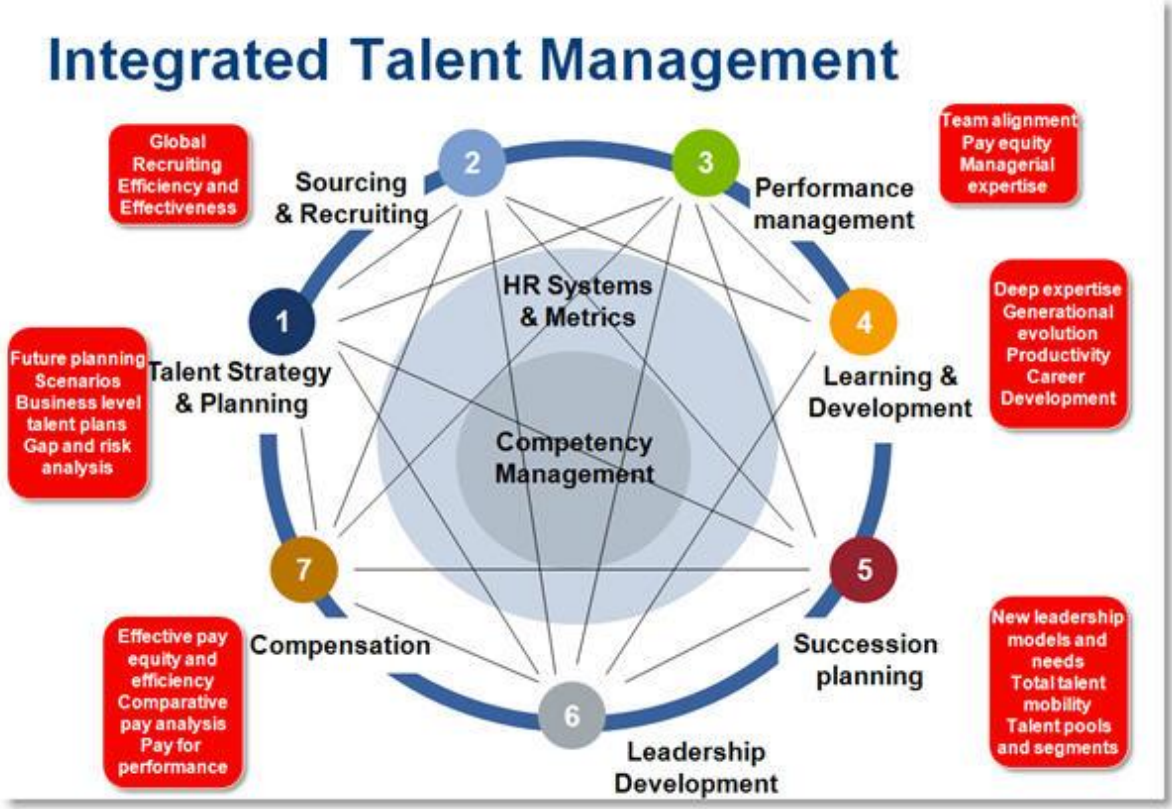 Integrated Talent Management
Global
Recruiting
Efficiency and
Effectiveness
2
Sourcing
& Recruiting
3
Performance
management
Team alignment
Pay equity
Managerial
expertise
1
Talent Strategy
& Planning
Future planning
Scenarios
Business level
talent plans
Gap and risk
analysis
HR Systems
& Metrics
Competency
Management
4
Learning &
Development
Deep expertise
Generational
evolution
Productivity
Career
Development
7
Compensation
Effective pay
equity and
efficiency
Comparative
pay analysis
Pay for
performance
6
Leadership
Development
5
Succession
planning
New leadership
models and
needs
Total talent
mobility
Talent pools
and segments